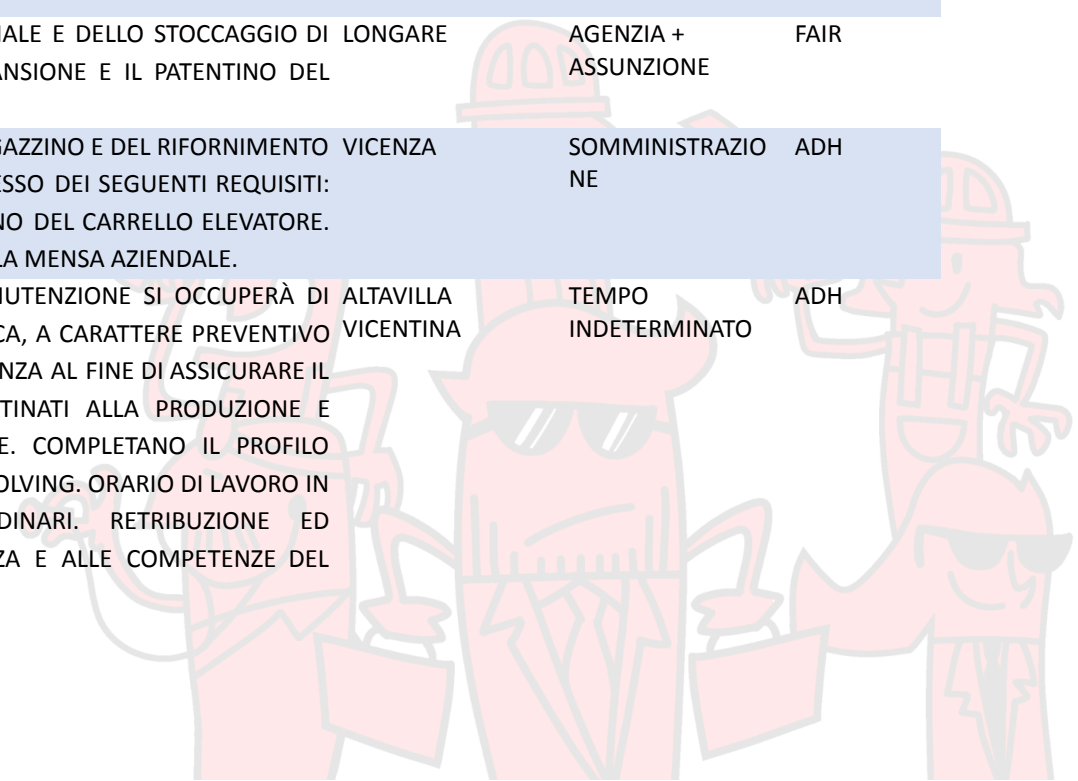 IALE E DELLO STOCCAGGIO DI LONGARE AGENZIA + FAIR
ANSIONE E IL PATENTINO DEL ASSUNZIONE
GAZZINO E DEL RIFORNIMENTO VICENZA SOMMINISTRAZIO ADH
ESSO DEI SEGUENTI REQUISITI: NE
NO DEL CARRELLO ELEVATORE.
LA MENSA AZIENDALE.
NUTENZIONE SI OCCUPERÀ DI ALTAVILLA TEMPO ADH
CA, A CARATTERE PREVENTIVO VICENTINA INDETERMINATO
NZA AL FINE DI ASSICURARE IL
TINATI ALLA PRODUZIONE E
E. COMPLETANO IL PROFILO
OLVING. ORARIO DI LAVORO IN
DINARI. RETRIBUZIONE ED
ZA E ALLE COMPETENZE DEL